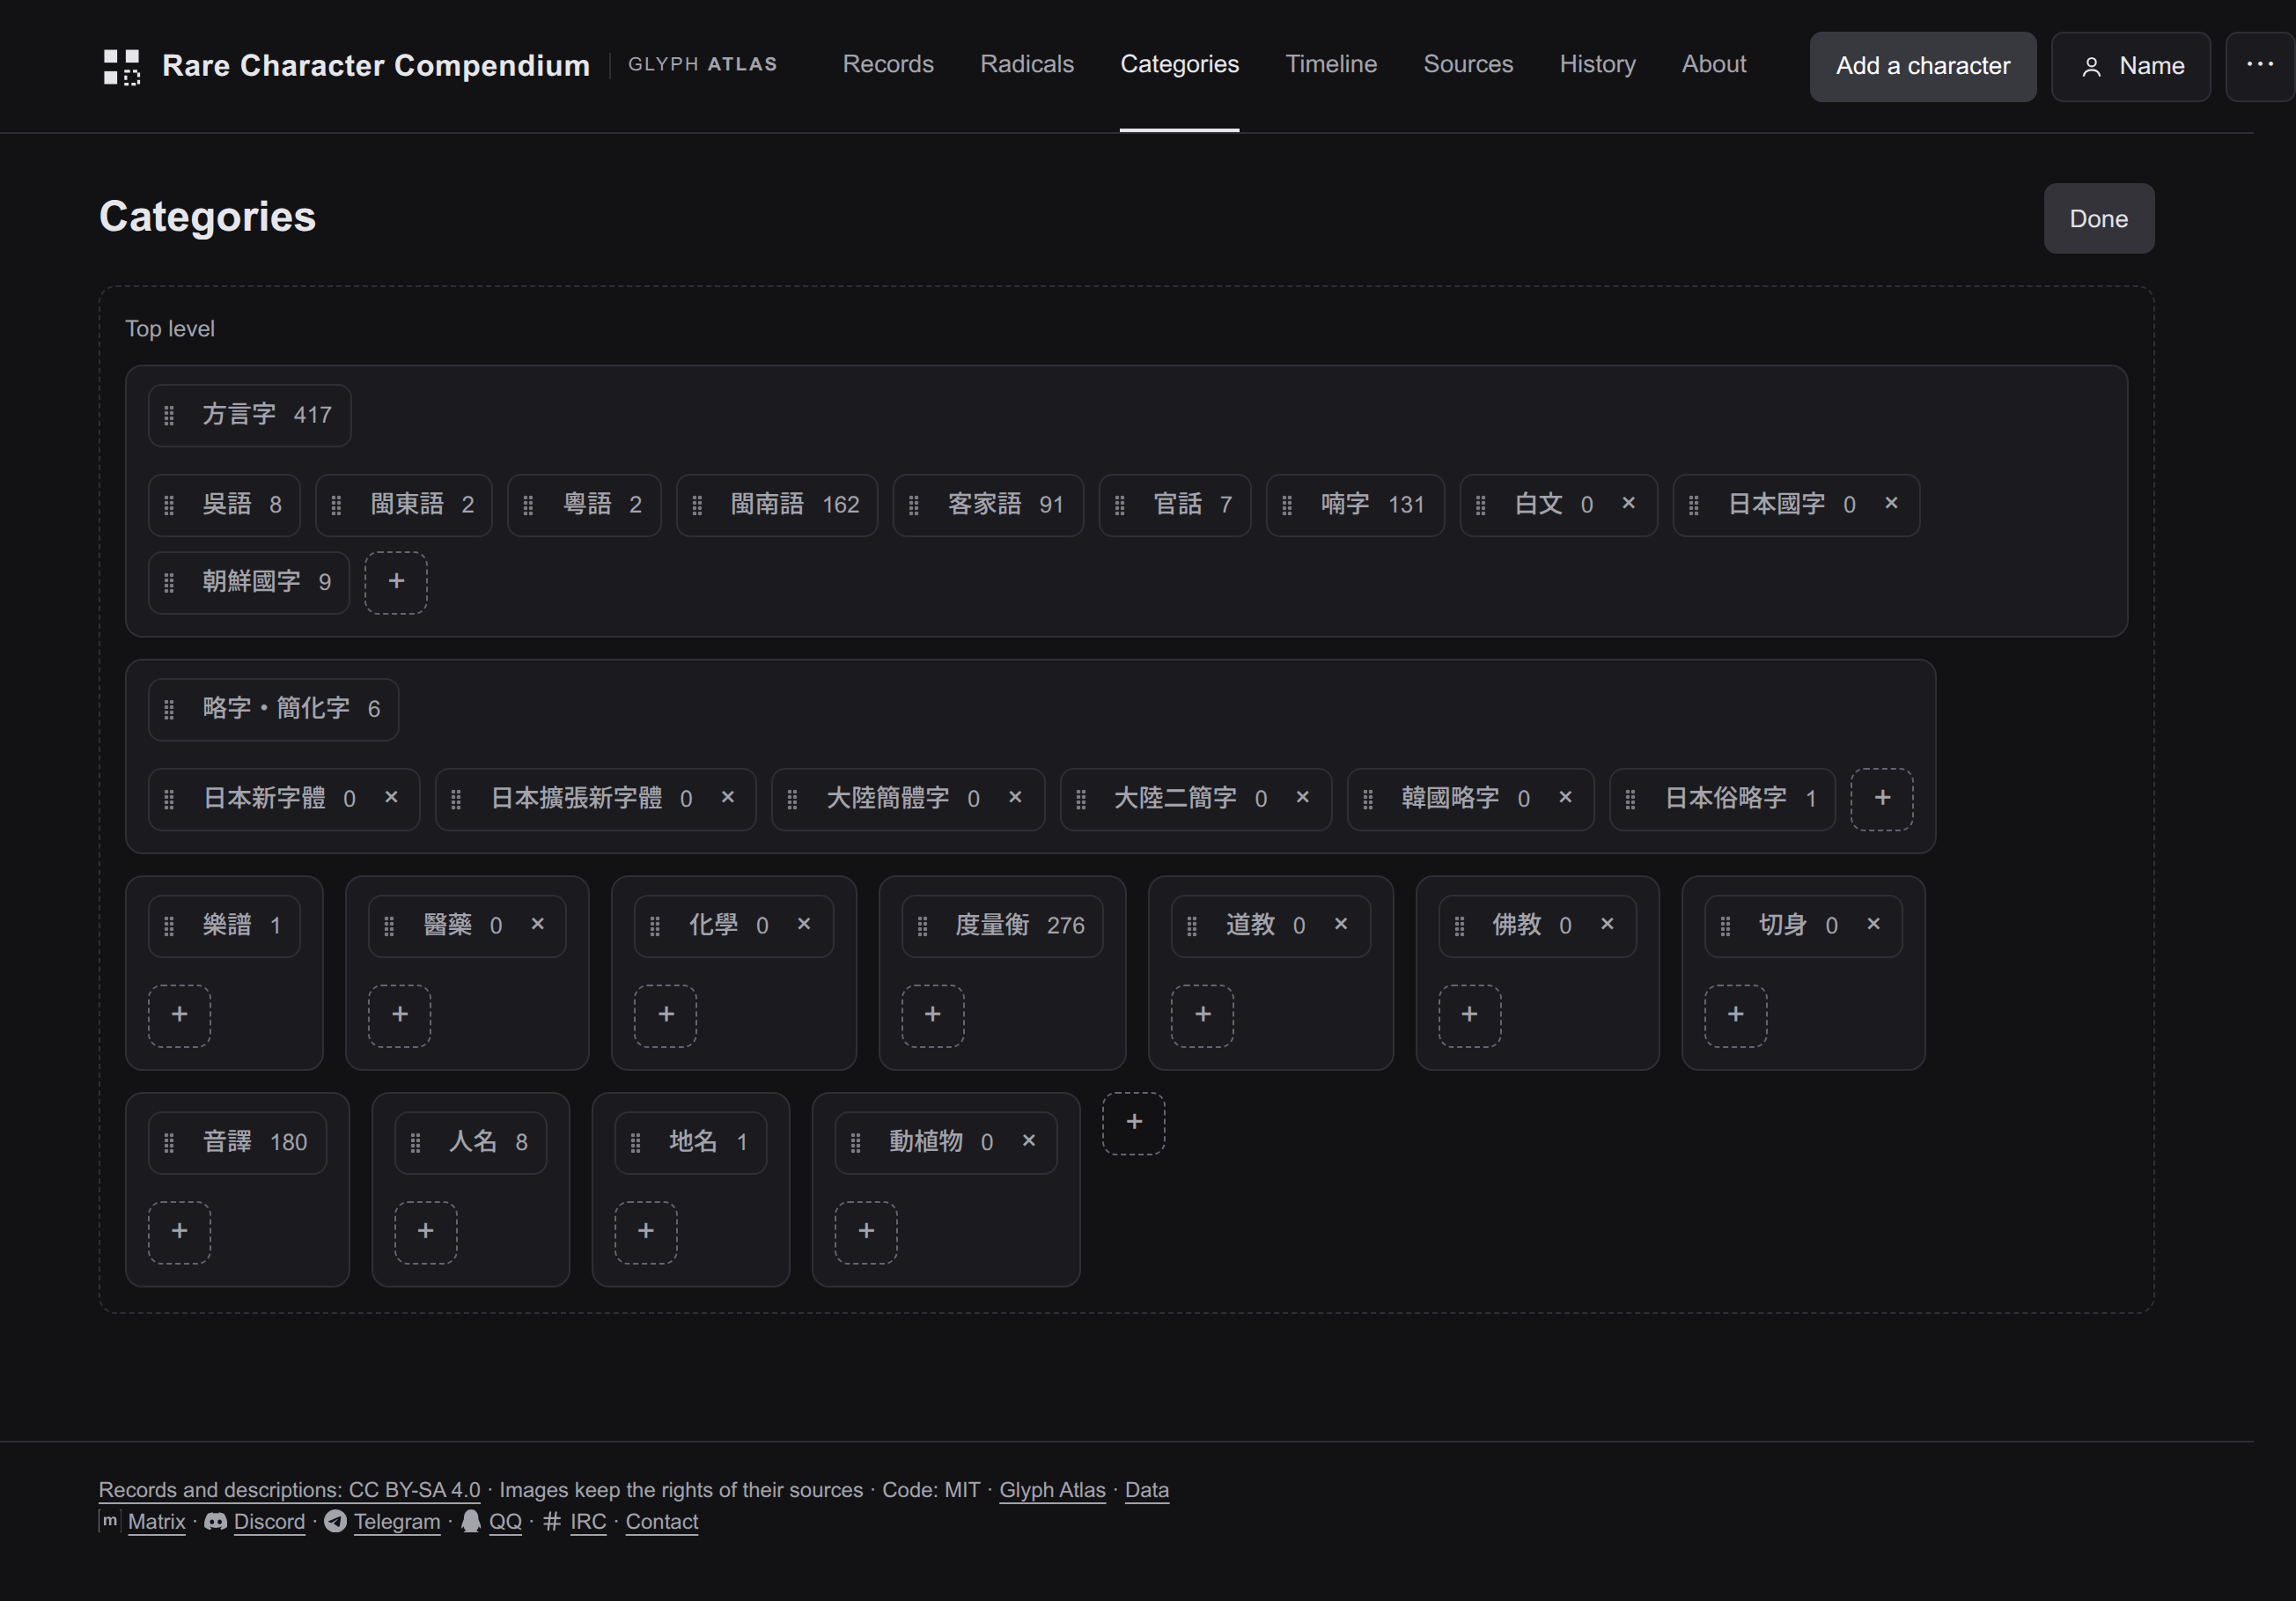 Rare Character Compendium GLYPH ATLAS Records Radicals Categories Timeline Sources History About Add a character Name ···
Categories Done
Top level
方言字 417
吳語 8 閩東語 2 粵語 2 閩南語 162 客家語 91 官話 7 喃字 131 白文 0 × 日本國字 0 ×
朝鮮國字 9 +
略字・簡化字 6
日本新字體 0 × 日本擴張新字體 0 × 大陸簡體字 0 × 大陸二簡字 0 × 韓國略字 0 × 日本俗略字 1 +
樂譜 1 醫藥 0 × 化學 0 × 度量衡 276 道教 0 × 佛教 0 × 切身 0 ×
+ + + + + + +
音譯 180 人名 8 地名 1 動植物 0 × +
+ + + +
Records and descriptions: CC BY-SA 4.0 · Images keep the rights of their sources · Code: MIT · Glyph Atlas · Data
[m] Matrix · Discord · Telegram · QQ · # IRC · Contact